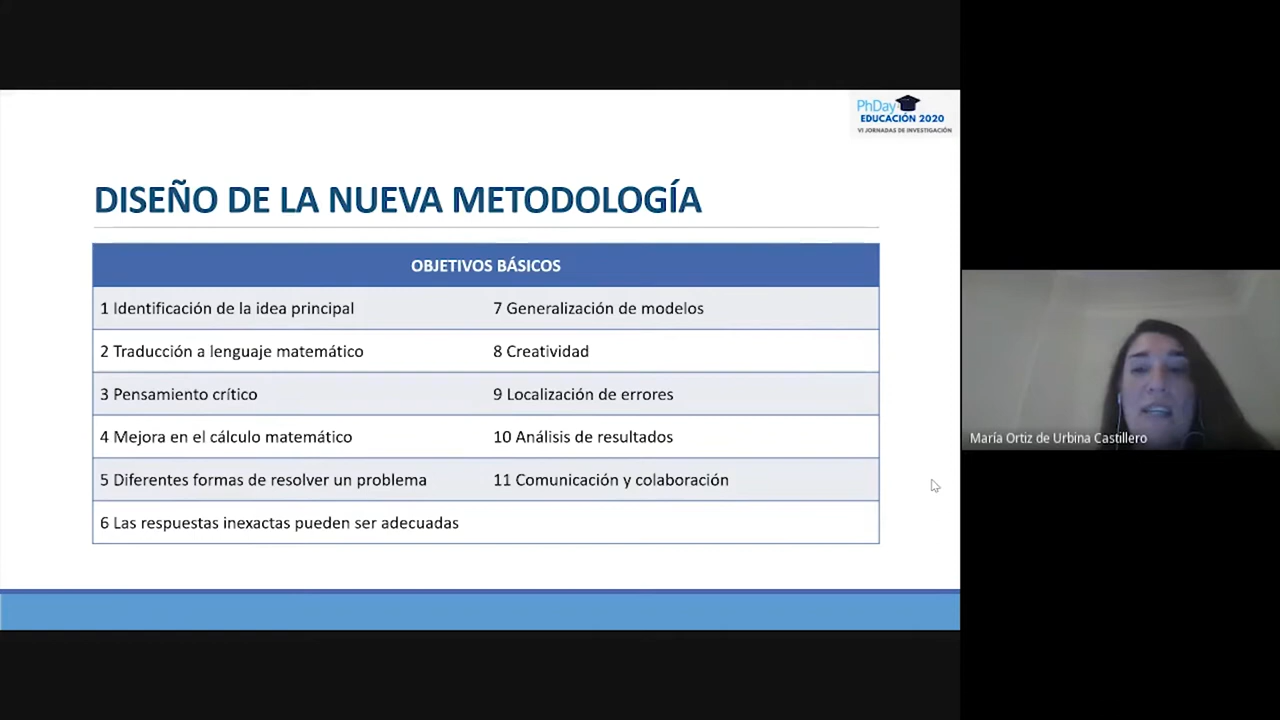 PhDay
EDUCACIÓN 2020
VI JORNADAS DE INVESTIGACIÓN
DISEÑO DE LA NUEVA METODOLOGÍA
OBJETIVOS BÁSICOS
1 Identificación de la idea principal
7 Generalización de modelos
2 Traducción a lenguaje matemático
8 Creatividad
3 Pensamiento crítico
9 Localización de errores
4 Mejora en el cálculo matemático
10 Análisis de resultados
5 Diferentes formas de resolver un problema
11 Comunicación y colaboración
6 Las respuestas inexactas pueden ser adecuadas
María Ortiz de Urbina Castillero